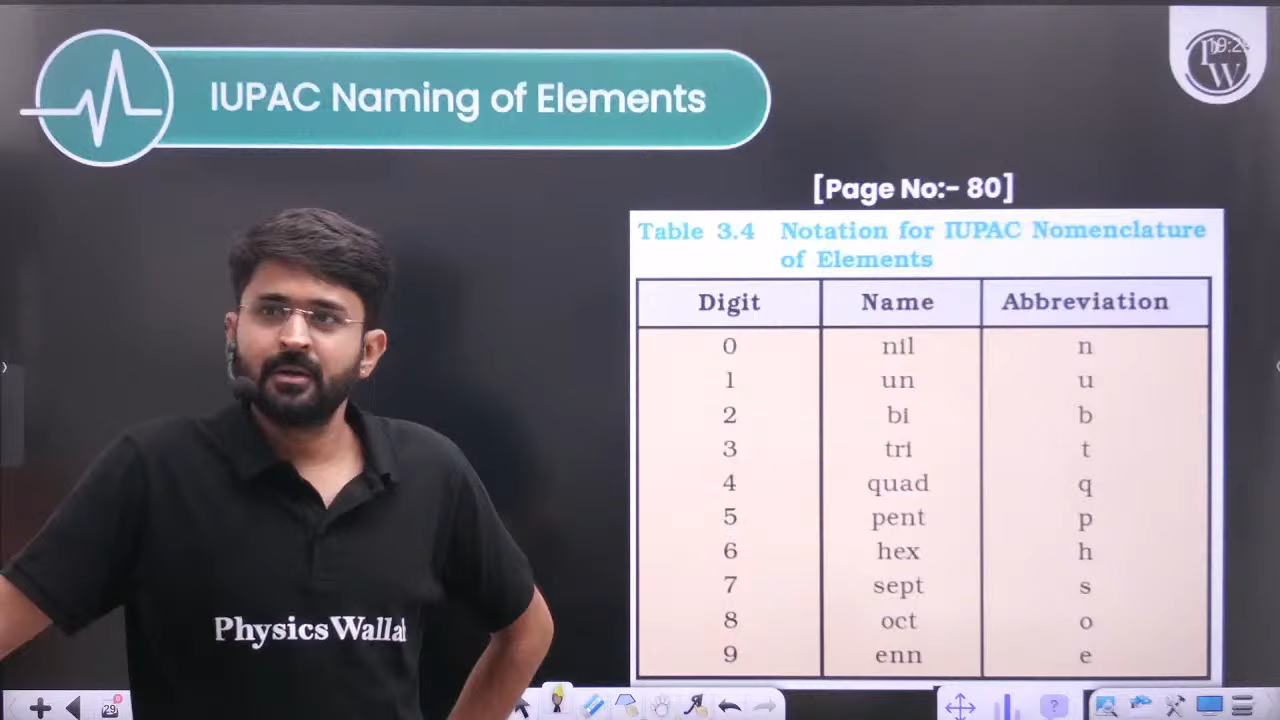 IUPAC Naming of Elements
[Page No:- 80]
Table 3.4 Notation for IUPAC Nomenclature
of Elements
Digit Name Abbreviation
0 nil n
1 un u
2 bi b
3 tri t
4 quad q
5 pent p
6 hex h
7 sept s
8 oct o
9 enn e
PhysicsWallah
29